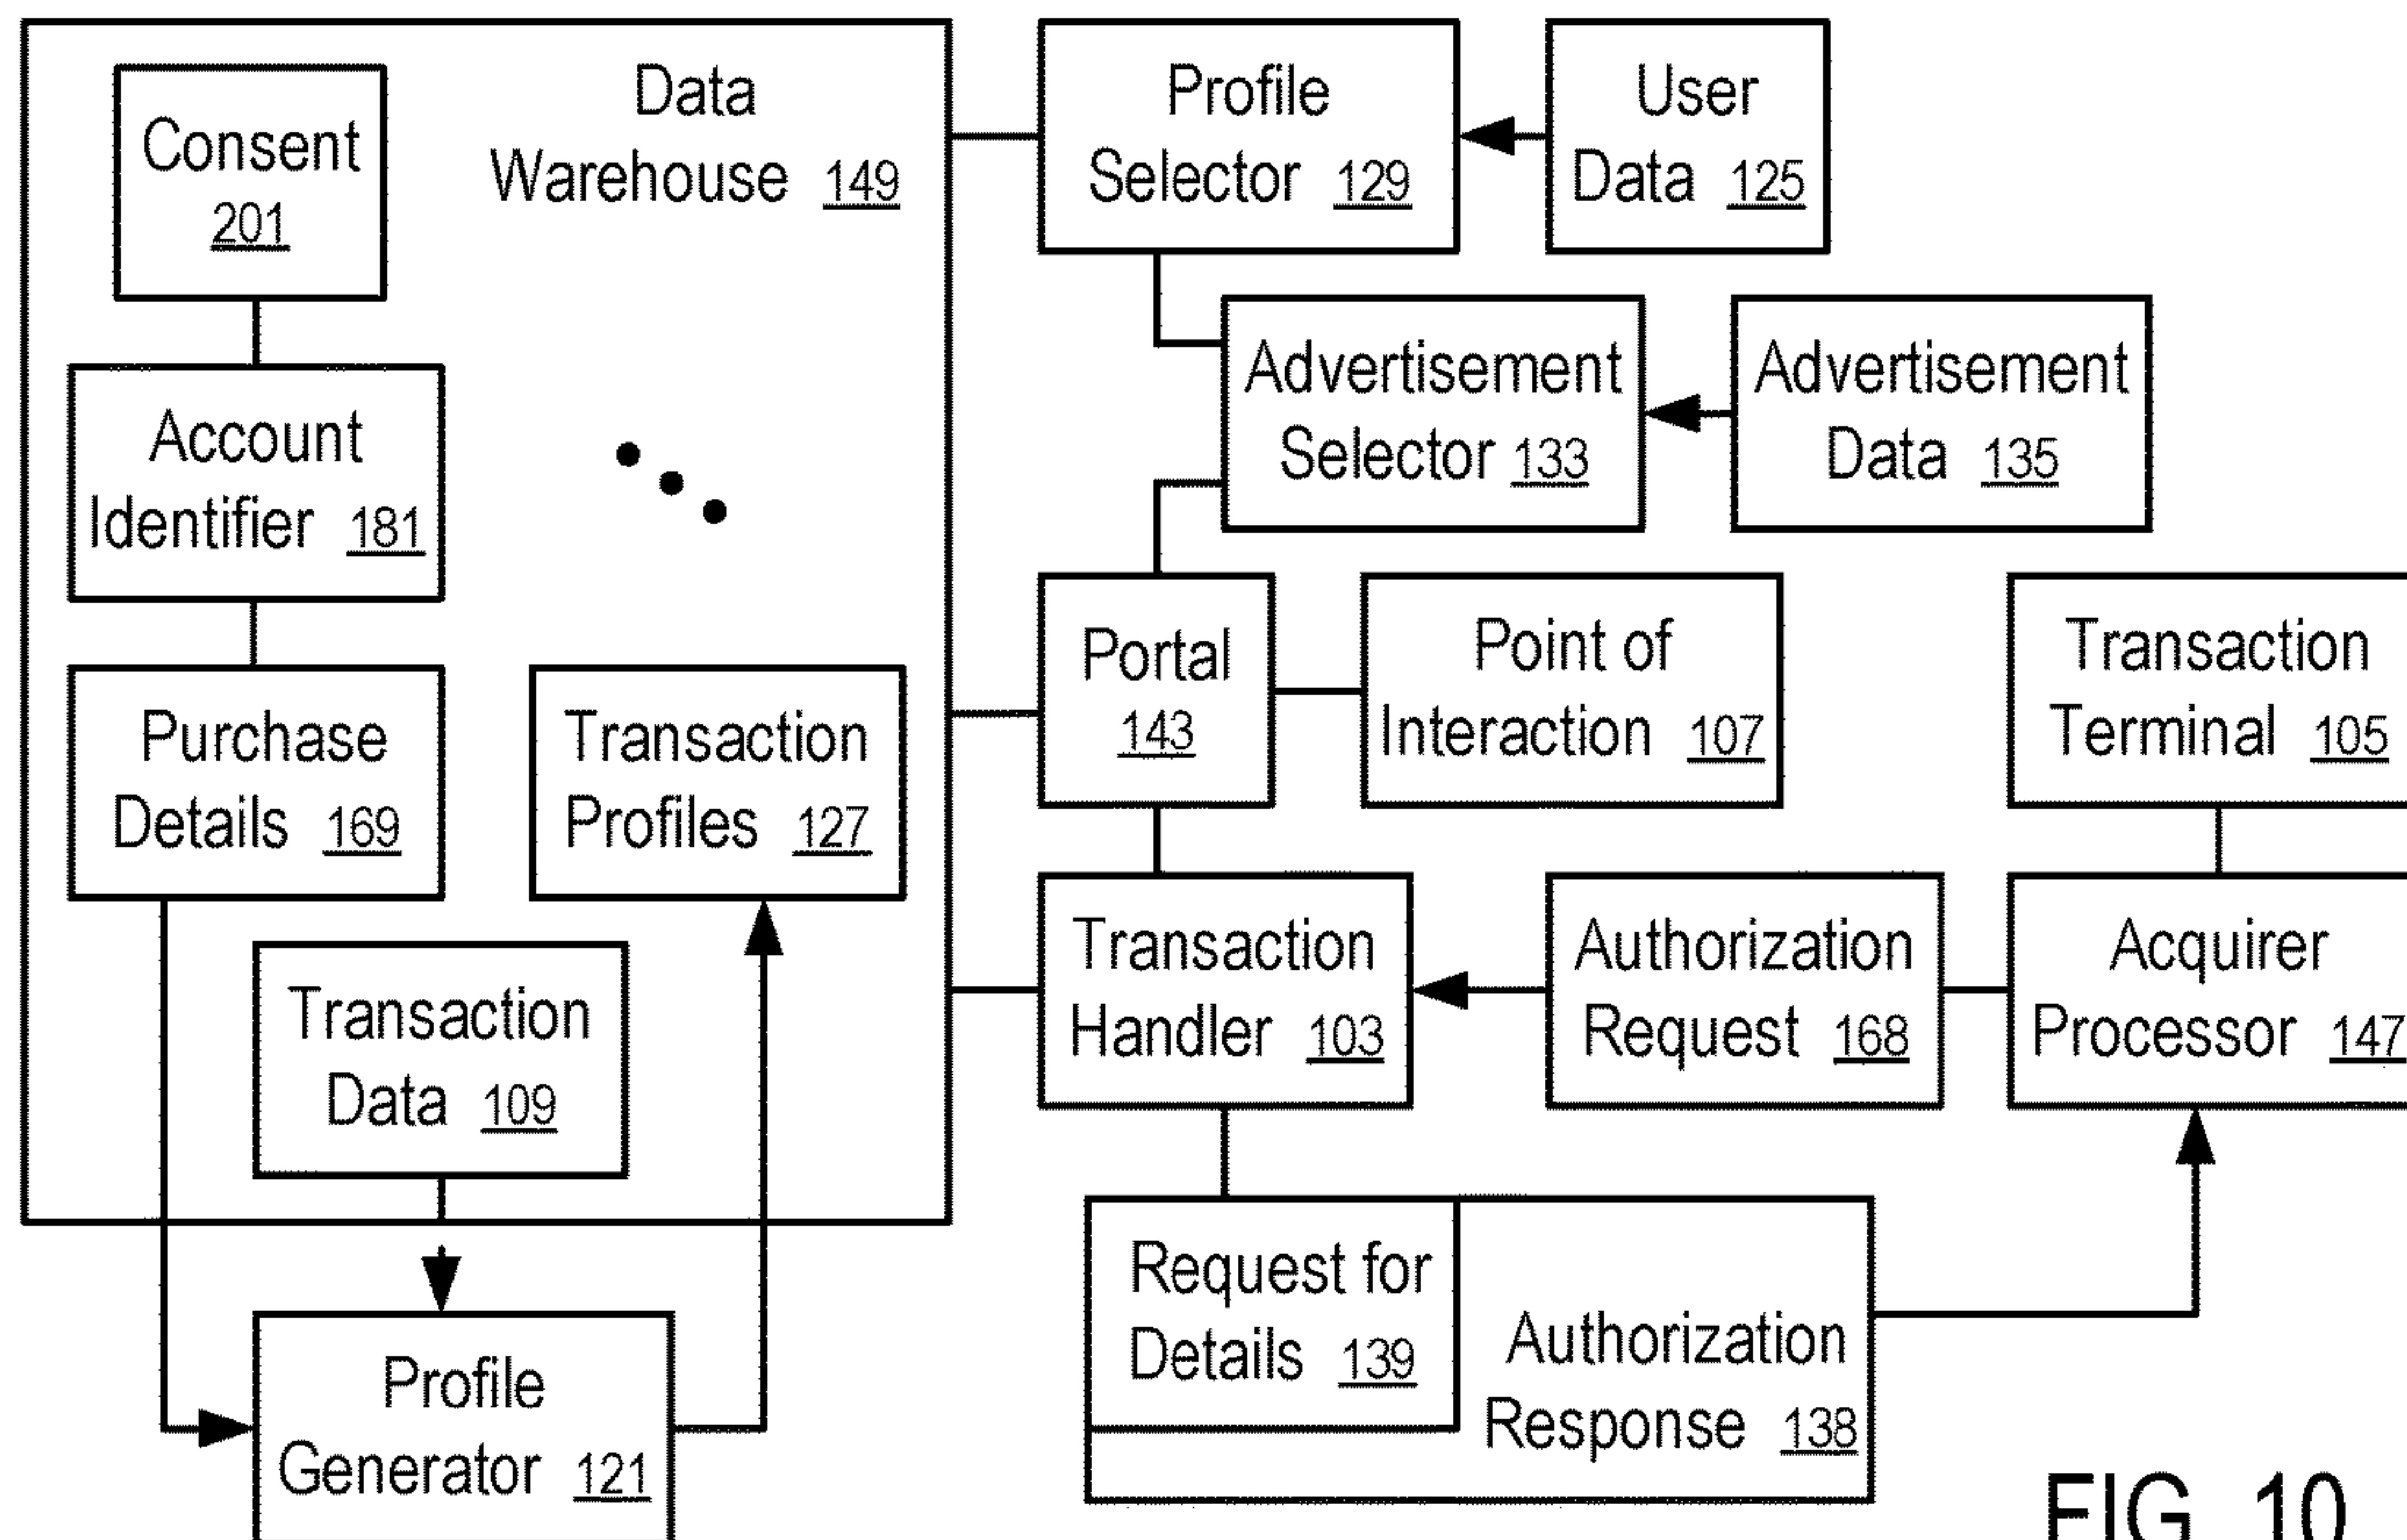 Consent
201
Data
Warehouse 149
Profile
Selector 129
User
Data 125
Account
Identifier 181
Advertisement
Selector 133
Advertisement
Data 135
Purchase
Details 169
Transaction
Profiles 127
Portal
143
Point of
Interaction 107
Transaction
Terminal 105
Transaction
Data 109
Transaction
Handler 103
Authorization
Request 168
Acquirer
Processor 147
Profile
Generator 121
Request for
Details 139
Authorization
Response 138
FIG. 10